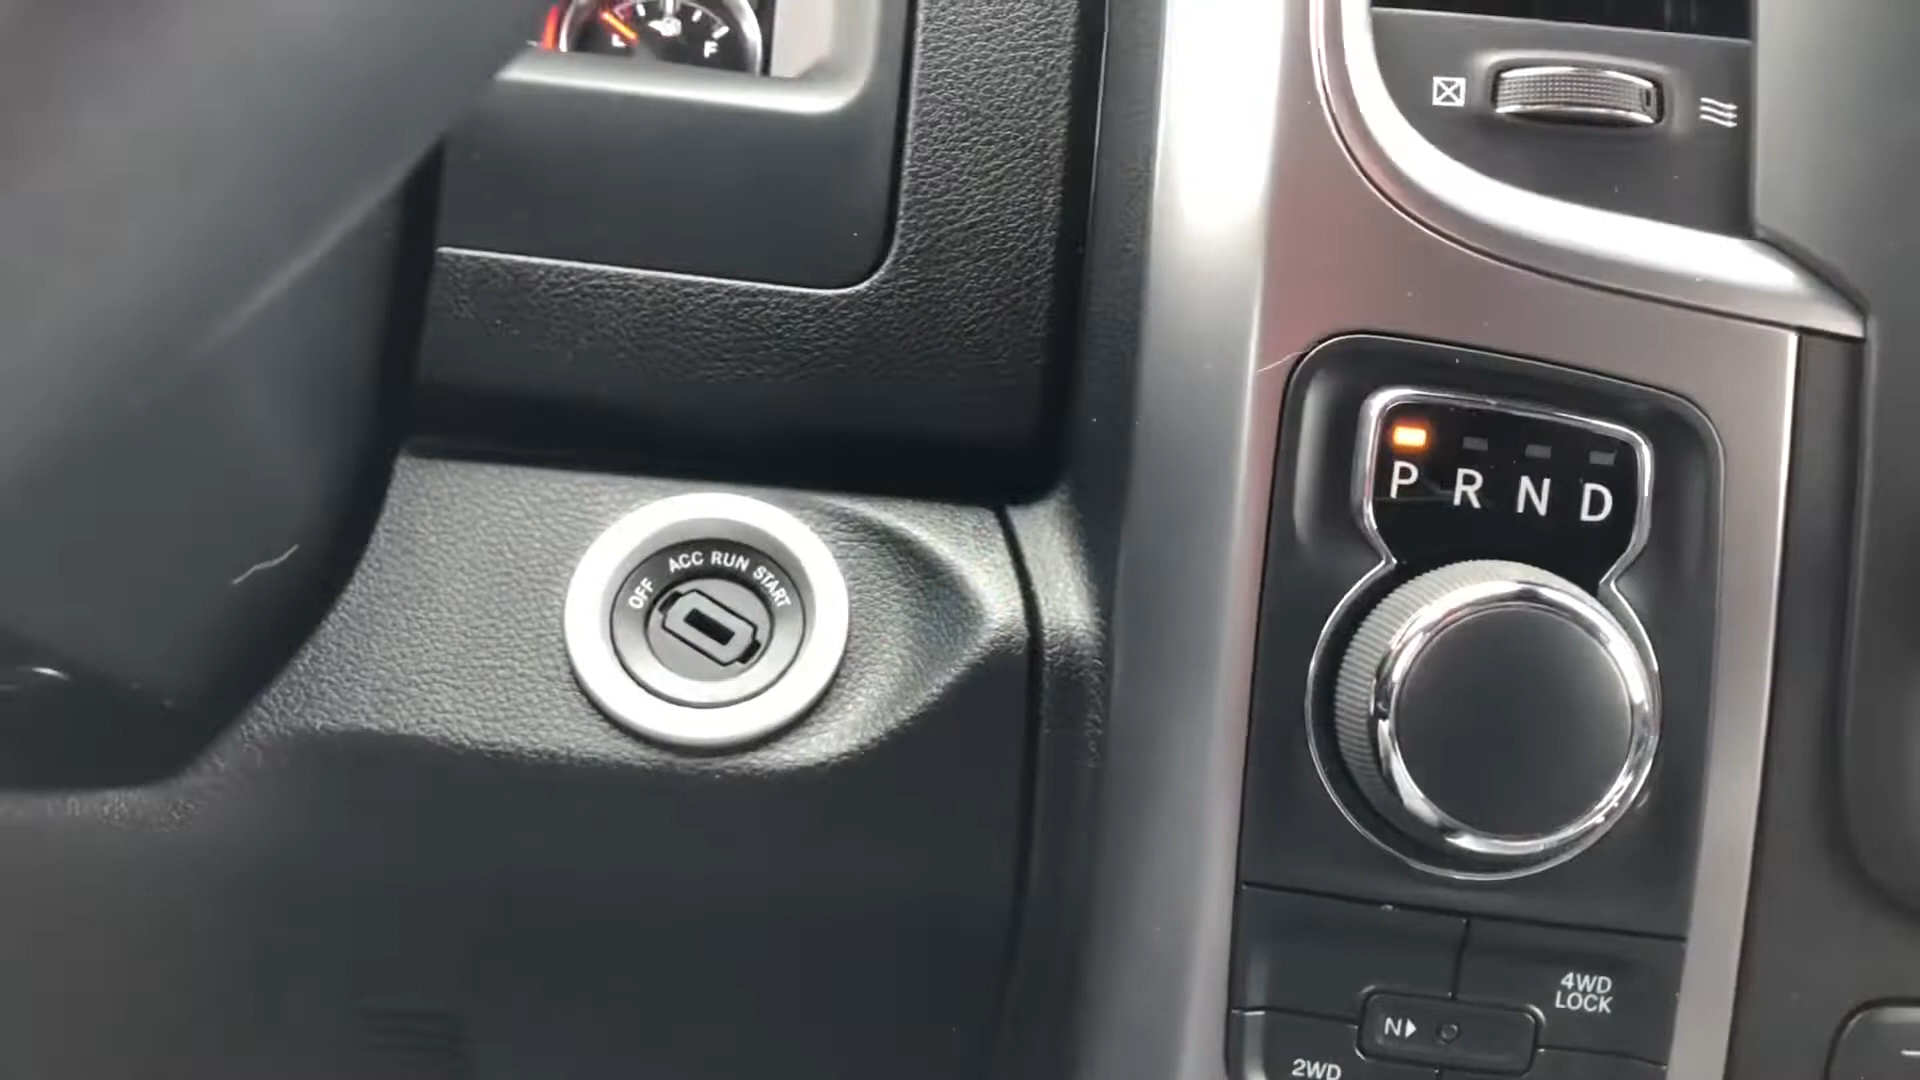 F
P R N D
OFF ACC RUN START
4WD
LOCK
N
2WD